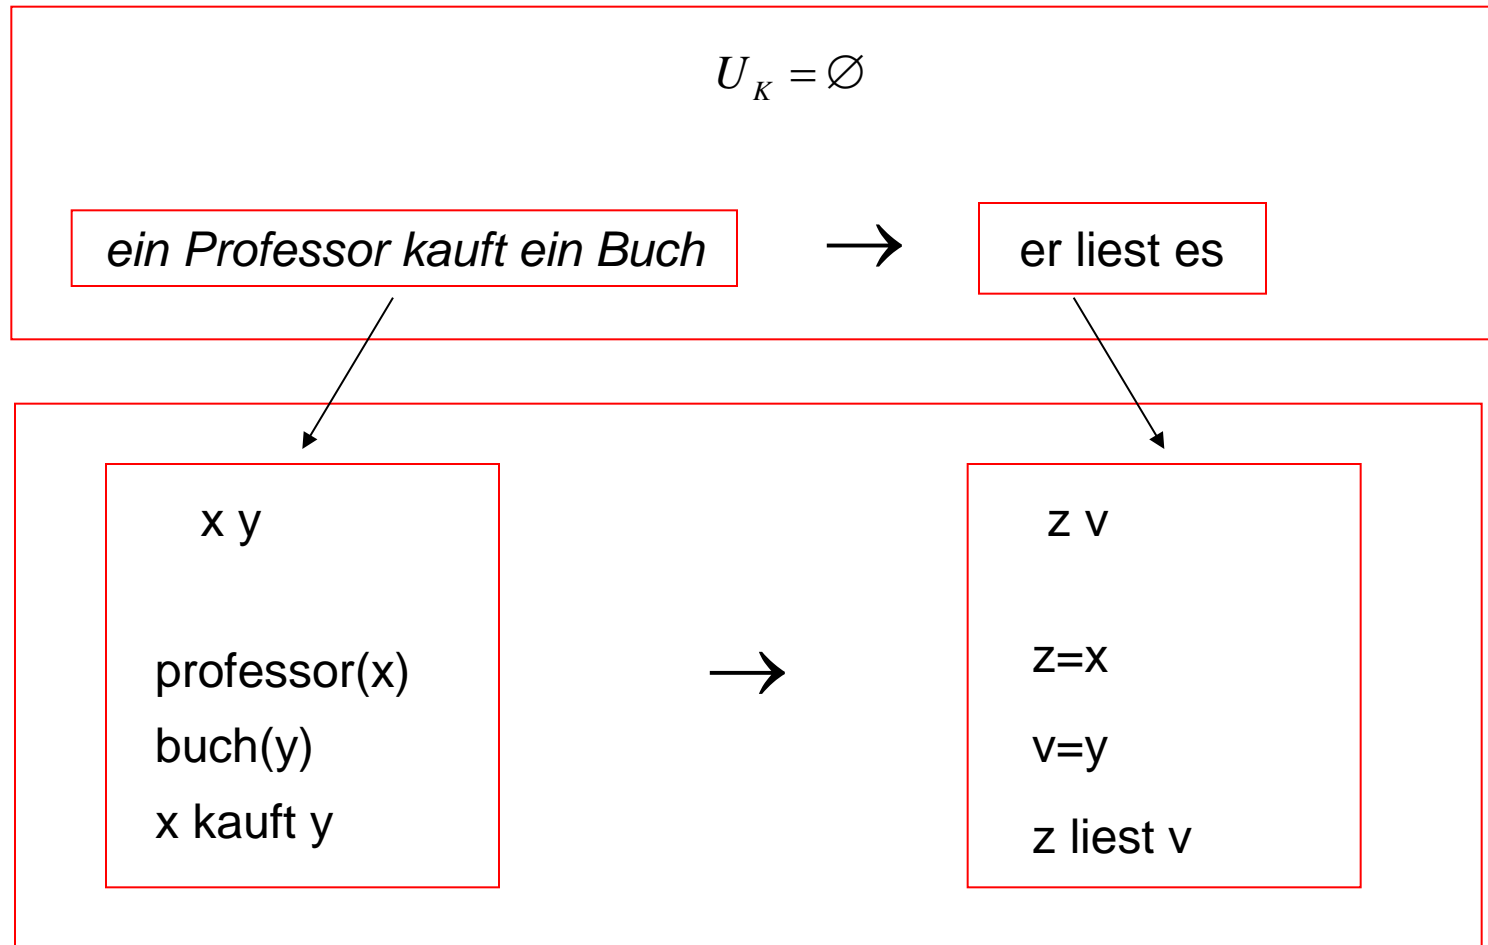 U_K = ∅
ein Professor kauft ein Buch → er liest es
x y
professor(x)
buch(y)
x kauft y
→
z v
z=x
v=y
z liest v